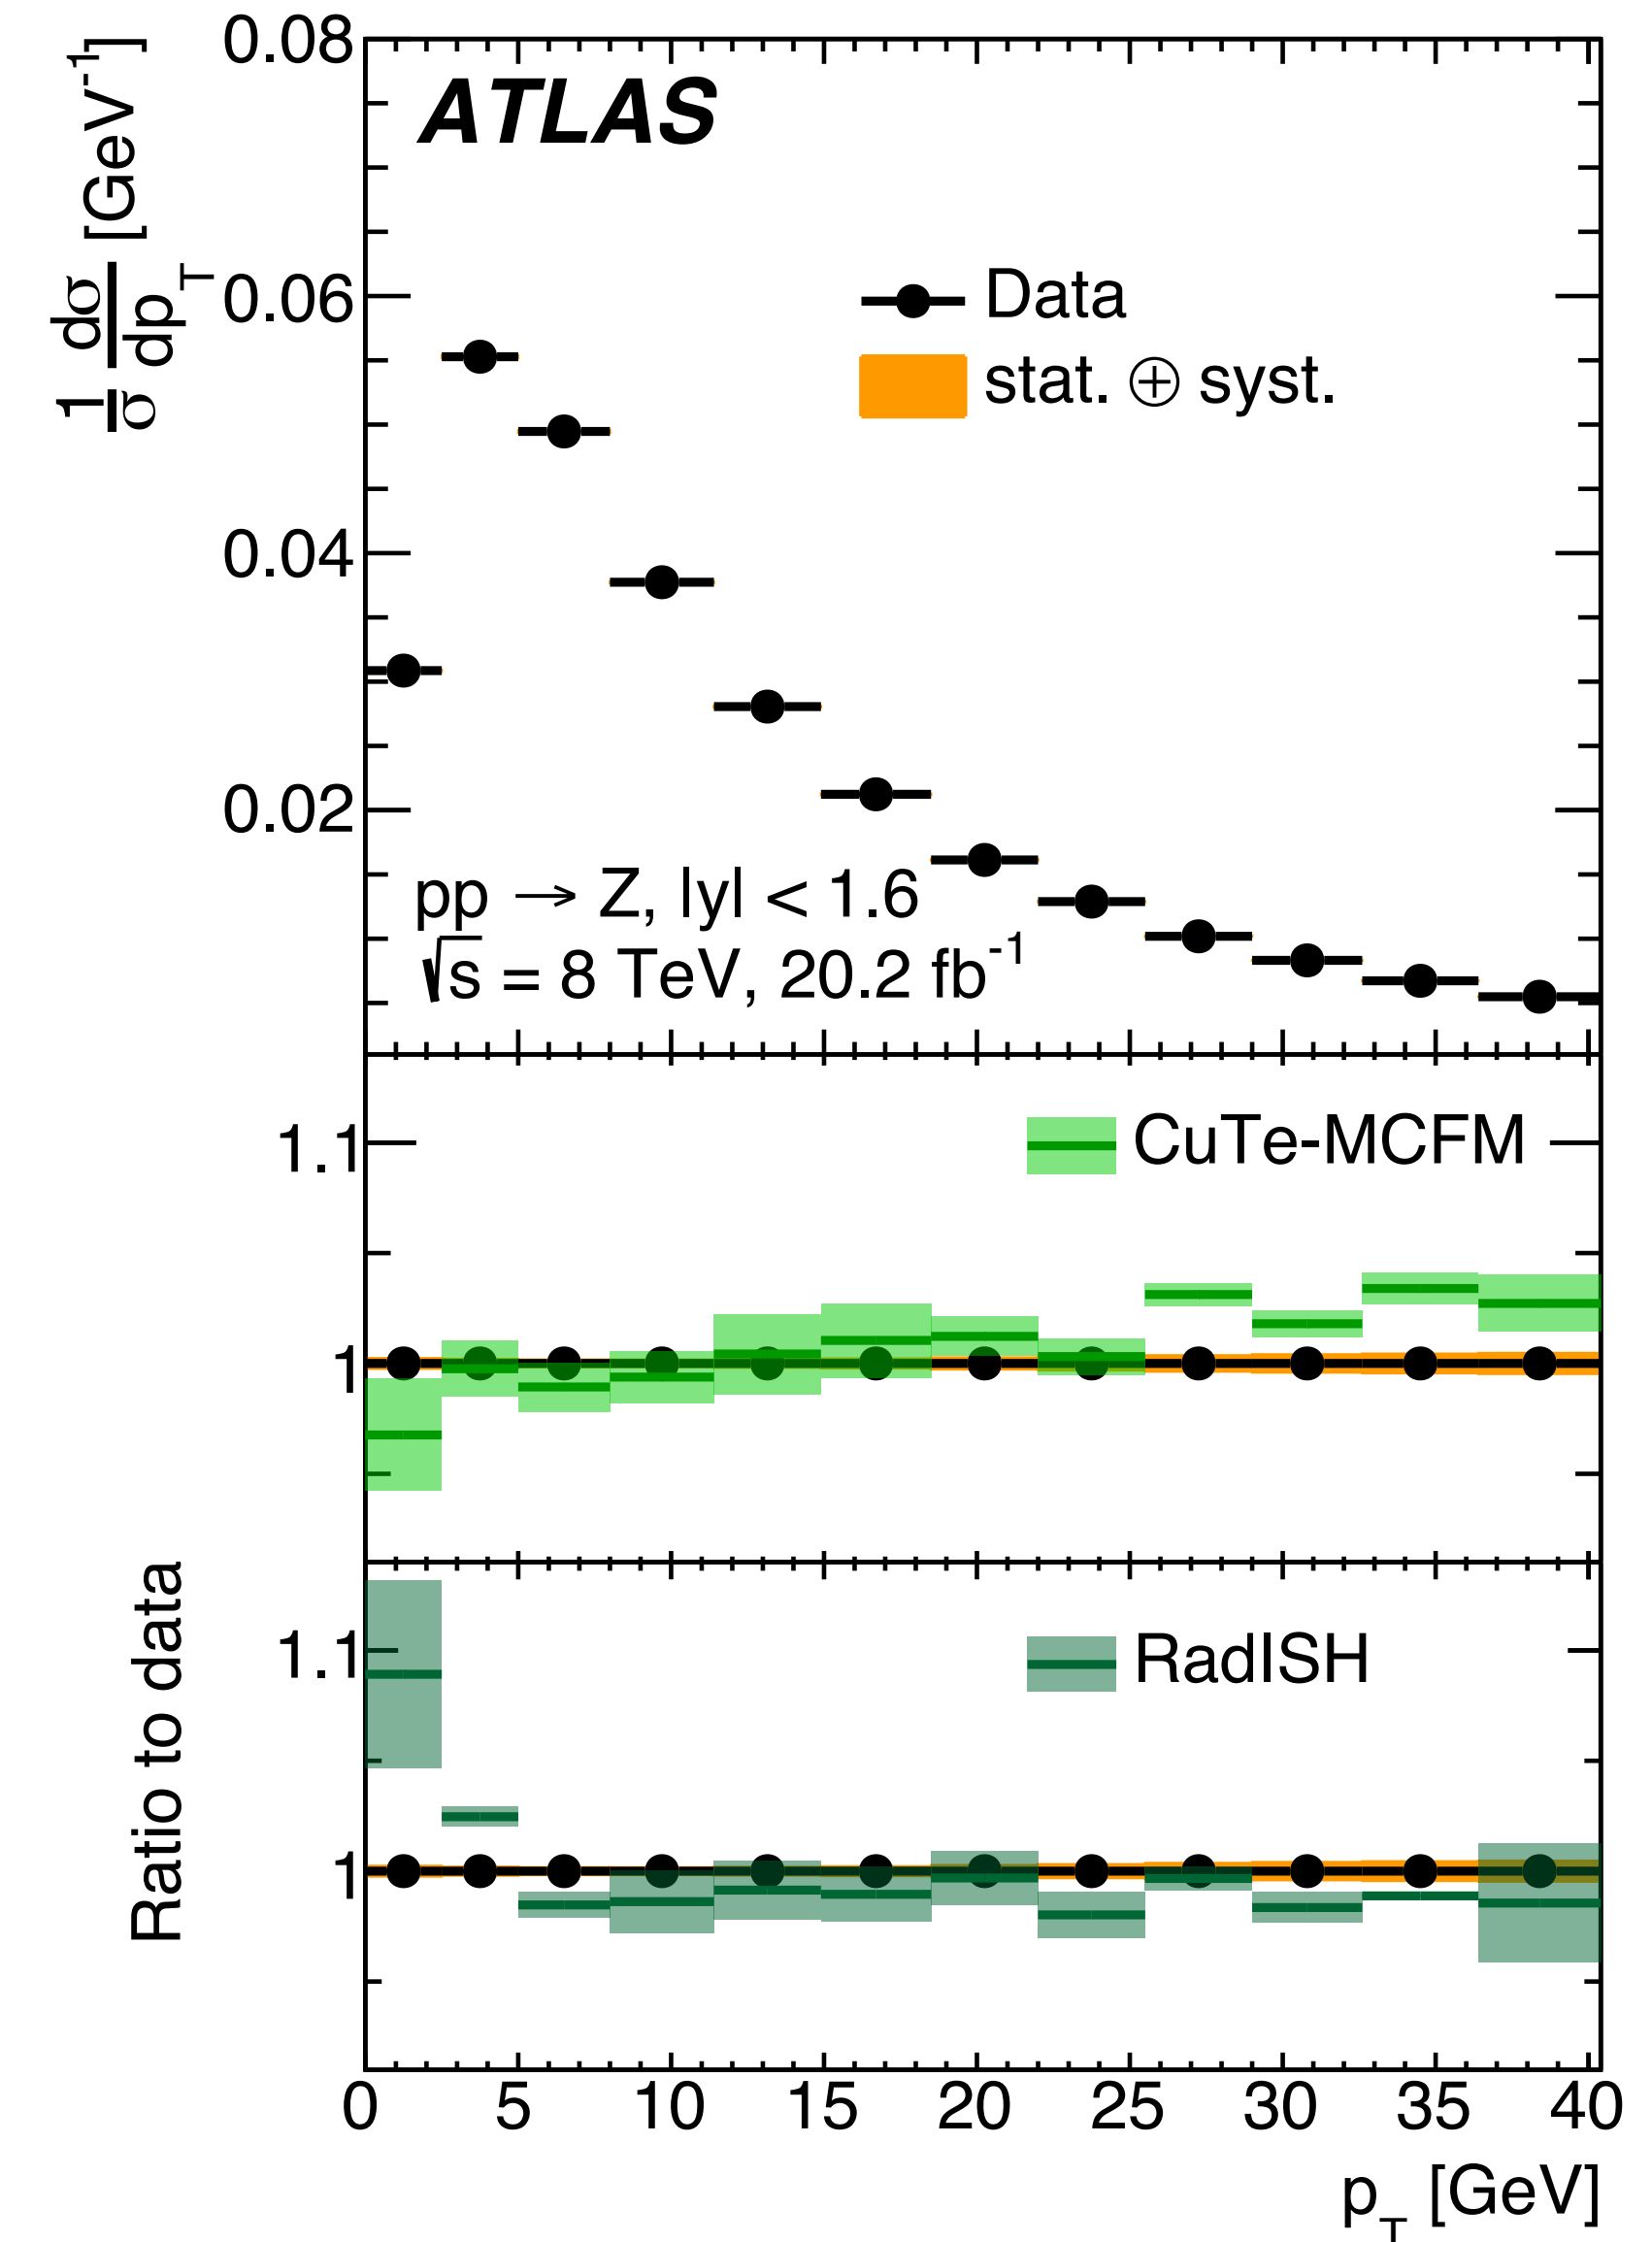 ATLAS
1/σ dσ/dp_T [GeV^-1]
0.08
0.06
0.04
0.02
Data
stat. ⊕ syst.
pp → Z, |y| < 1.6
√s = 8 TeV, 20.2 fb^-1
1.1
1
CuTe-MCFM
Ratio to data
1.1
1
RadISH
0 5 10 15 20 25 30 35 40
p_T [GeV]